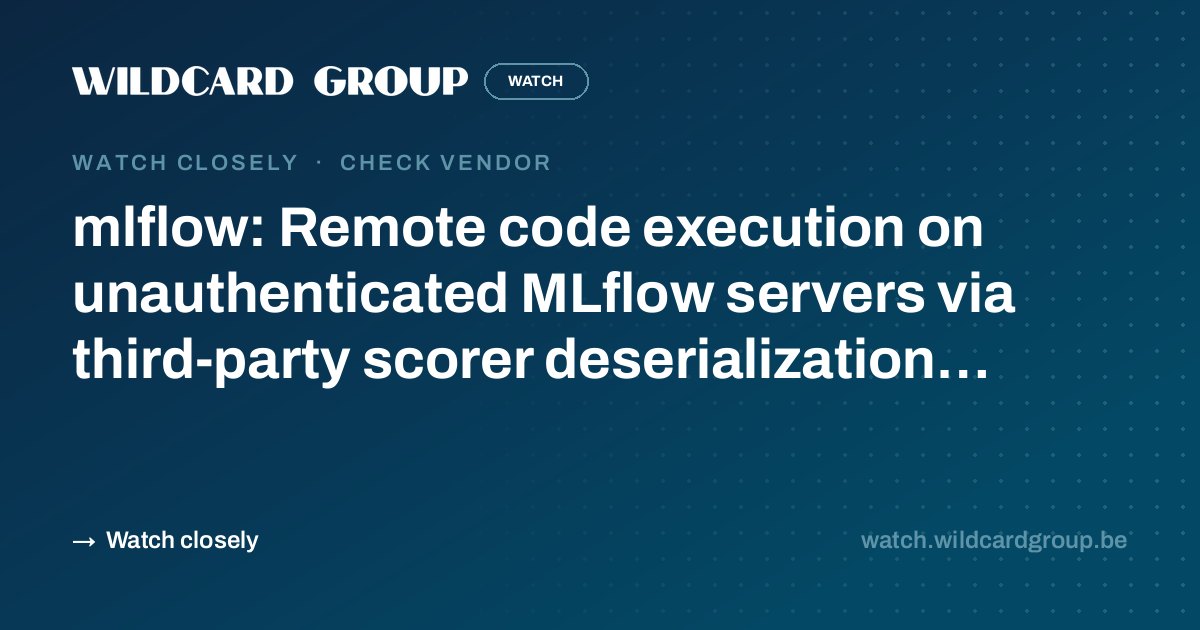 WILDCARD GROUP WATCH
WATCH CLOSELY · CHECK VENDOR
mlflow: Remote code execution on
unauthenticated MLflow servers via
third-party scorer deserialization…
→ Watch closely
watch.wildcardgroup.be